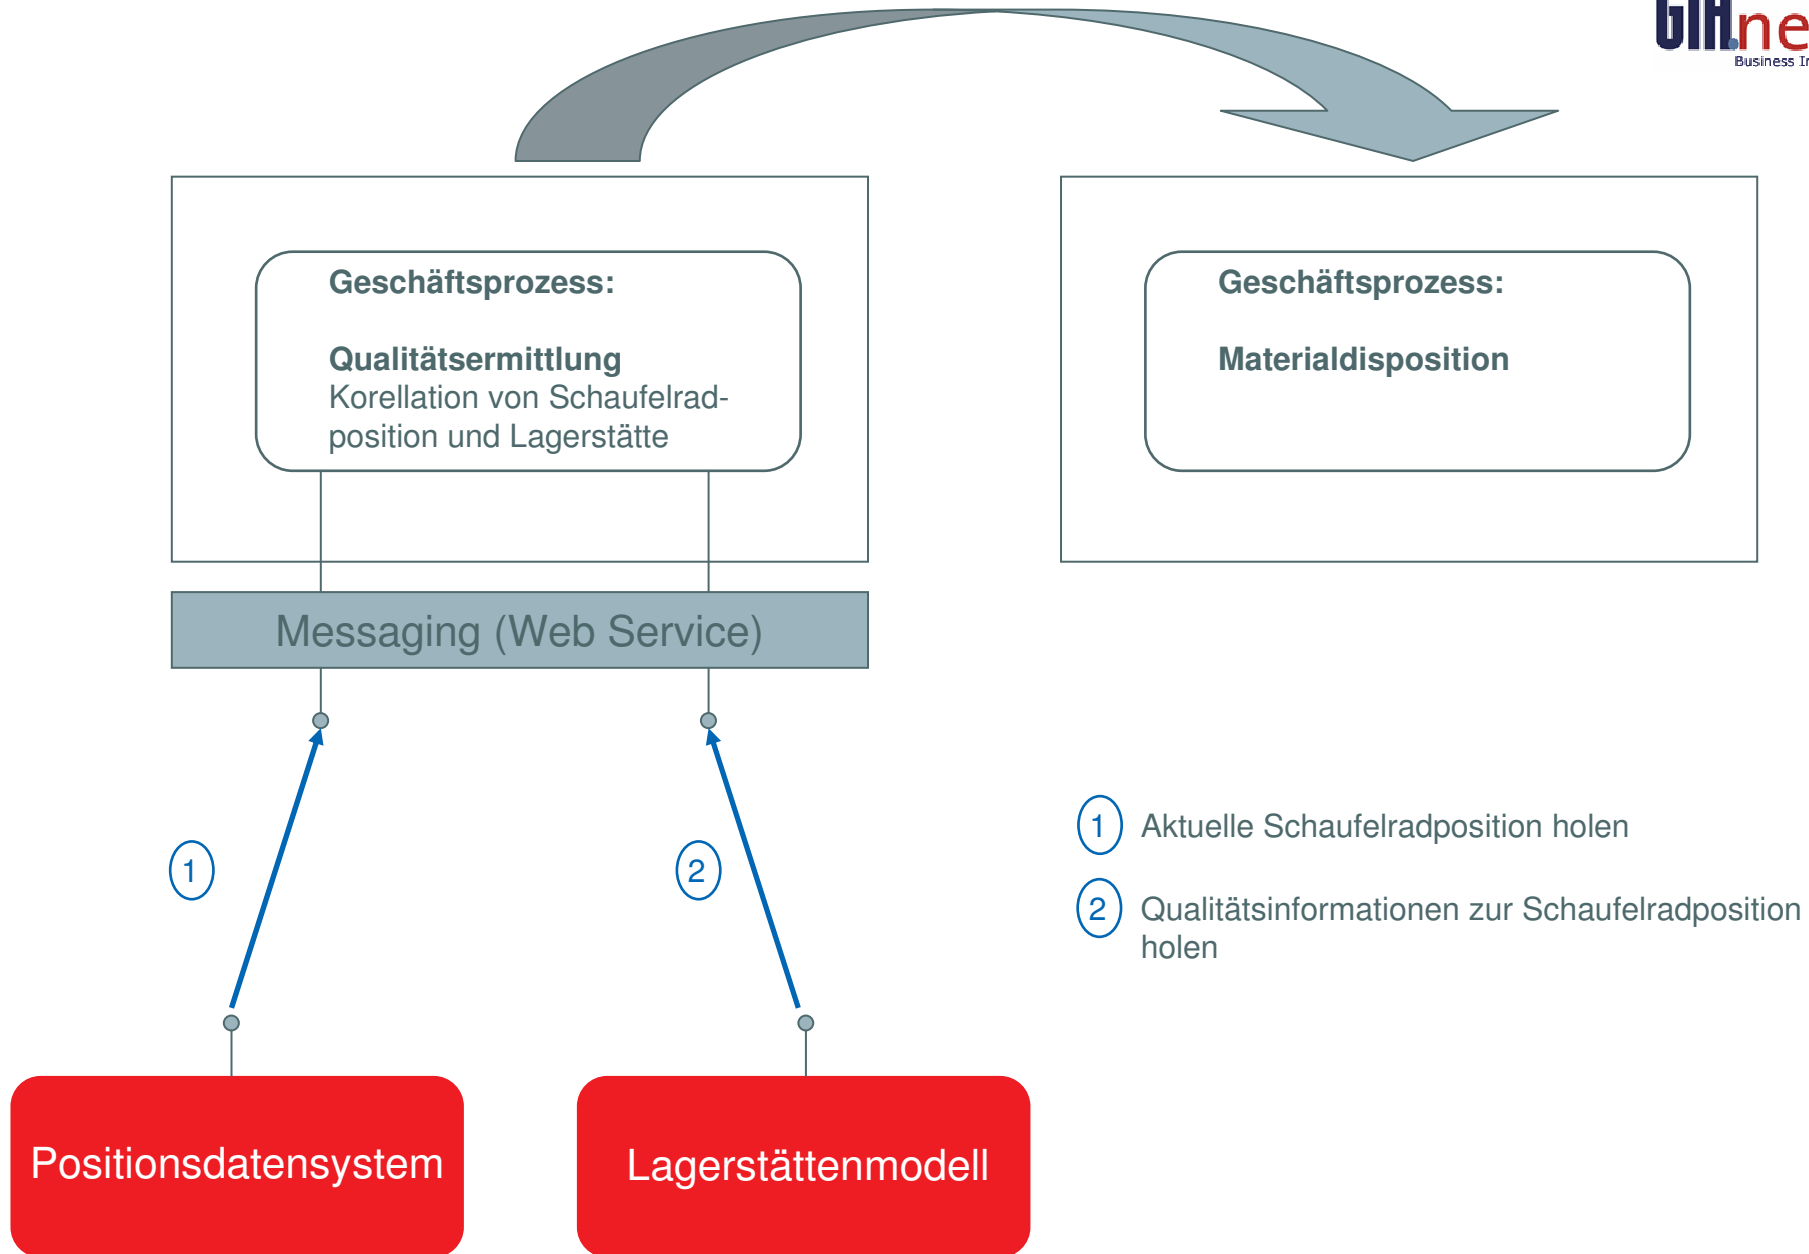 Business
Geschäftsprozess:
Qualitätsermittlung
Korellation von Schaufelrad-
position und Lagerstätte
Geschäftsprozess:
Materialdisposition
Messaging (Web Service)
1
2
1 Aktuelle Schaufelradposition holen
2 Qualitätsinformationen zur Schaufelradposition
holen
Positionsdatensystem
Lagerstättenmodell